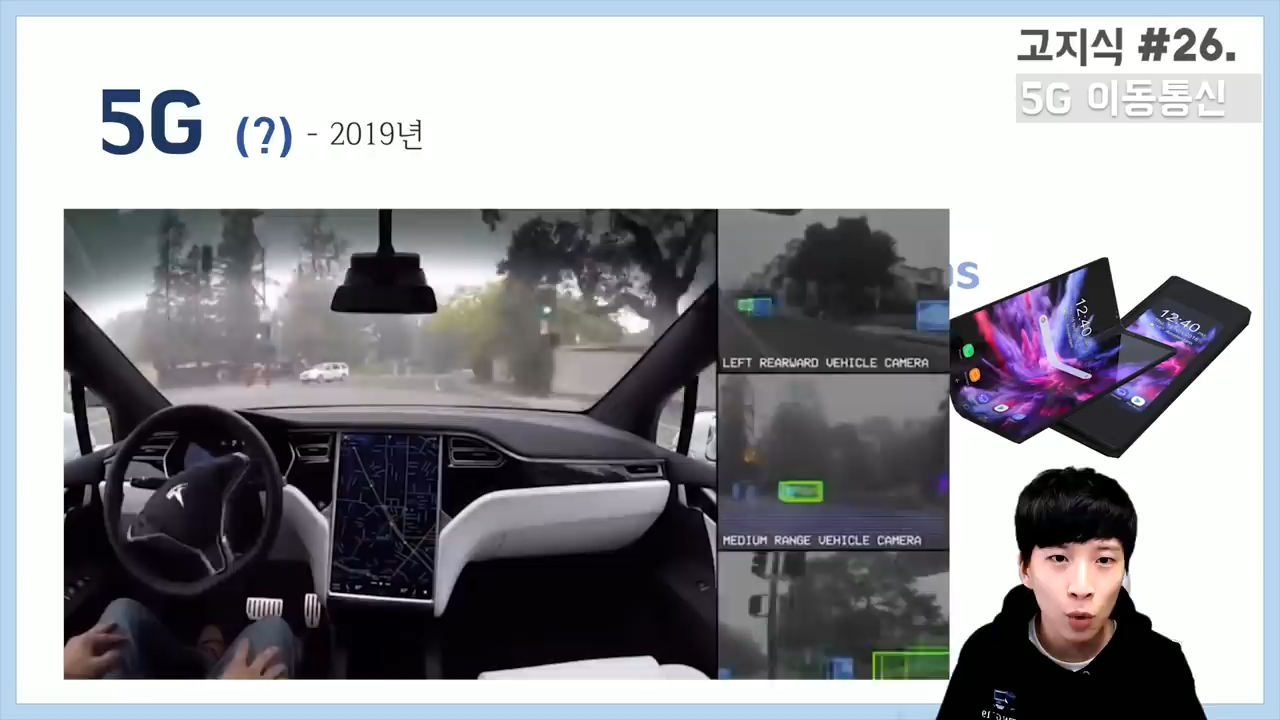 고지식 #26.
5G 이동통신
5G (?) - 2019년
LEFT REARWARD VEHICLE CAMERA
MEDIUM RANGE VEHICLE CAMERA
12:40
12:40